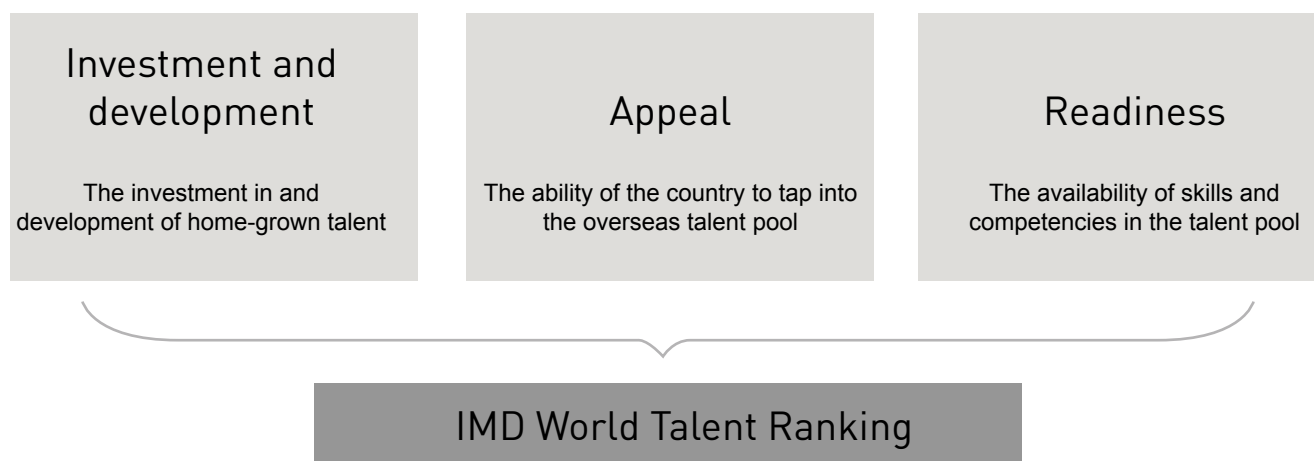 Investment and
development
The investment in and
development of home-grown talent
Appeal
The ability of the country to tap into
the overseas talent pool
Readiness
The availability of skills and
competencies in the talent pool
IMD World Talent Ranking